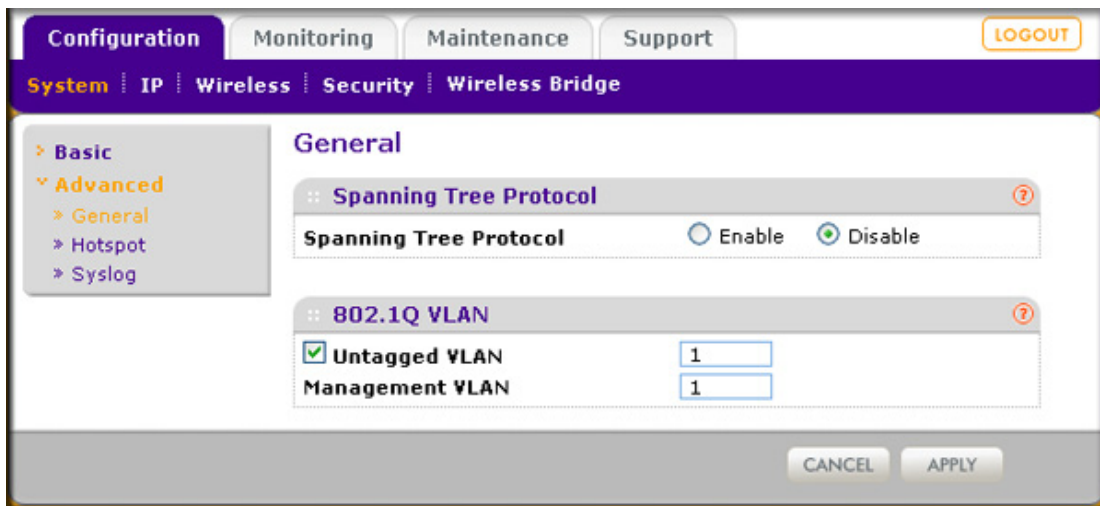 Configuration Monitoring Maintenance Support LOGOUT
System IP Wireless Security Wireless Bridge
Basic
Advanced
General
Hotspot
Syslog
General
Spanning Tree Protocol
Spanning Tree Protocol Enable Disable
802.1Q VLAN
Untagged VLAN 1
Management VLAN 1
CANCEL APPLY